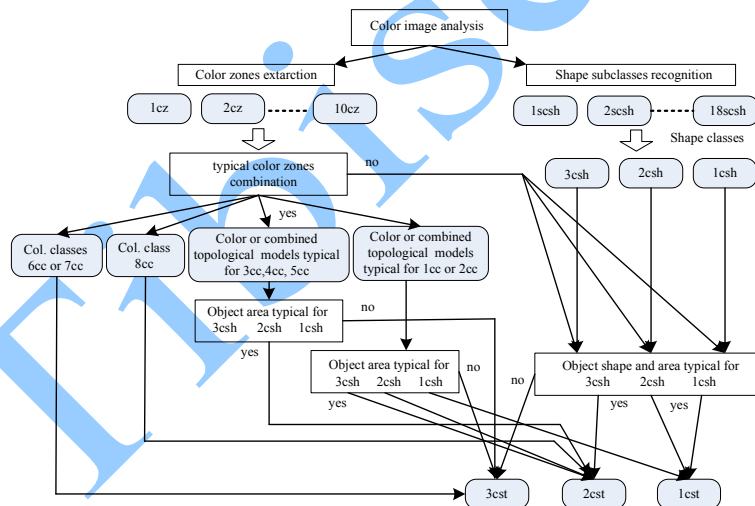 Color image analysis
Color zones extarction
Shape subclasses recognition
1cz
2cz
10cz
1scsh
2scsh
18scsh
Shape classes
typical color zones
combination
no
3csh
2csh
1csh
yes
Col. classes
6cc or 7cc
Col. class
8cc
Color or combined
topological models typical
for 3cc,4cc, 5cc
Color or combined
topological models
typical for 1cc or 2cc
Object area typical for
3csh 2csh 1csh
no
yes
Object area typical for
3csh 2csh 1csh
no
yes
no
Object shape and area typical for
3csh 2csh 1csh
yes
yes
3cst
2cst
1cst